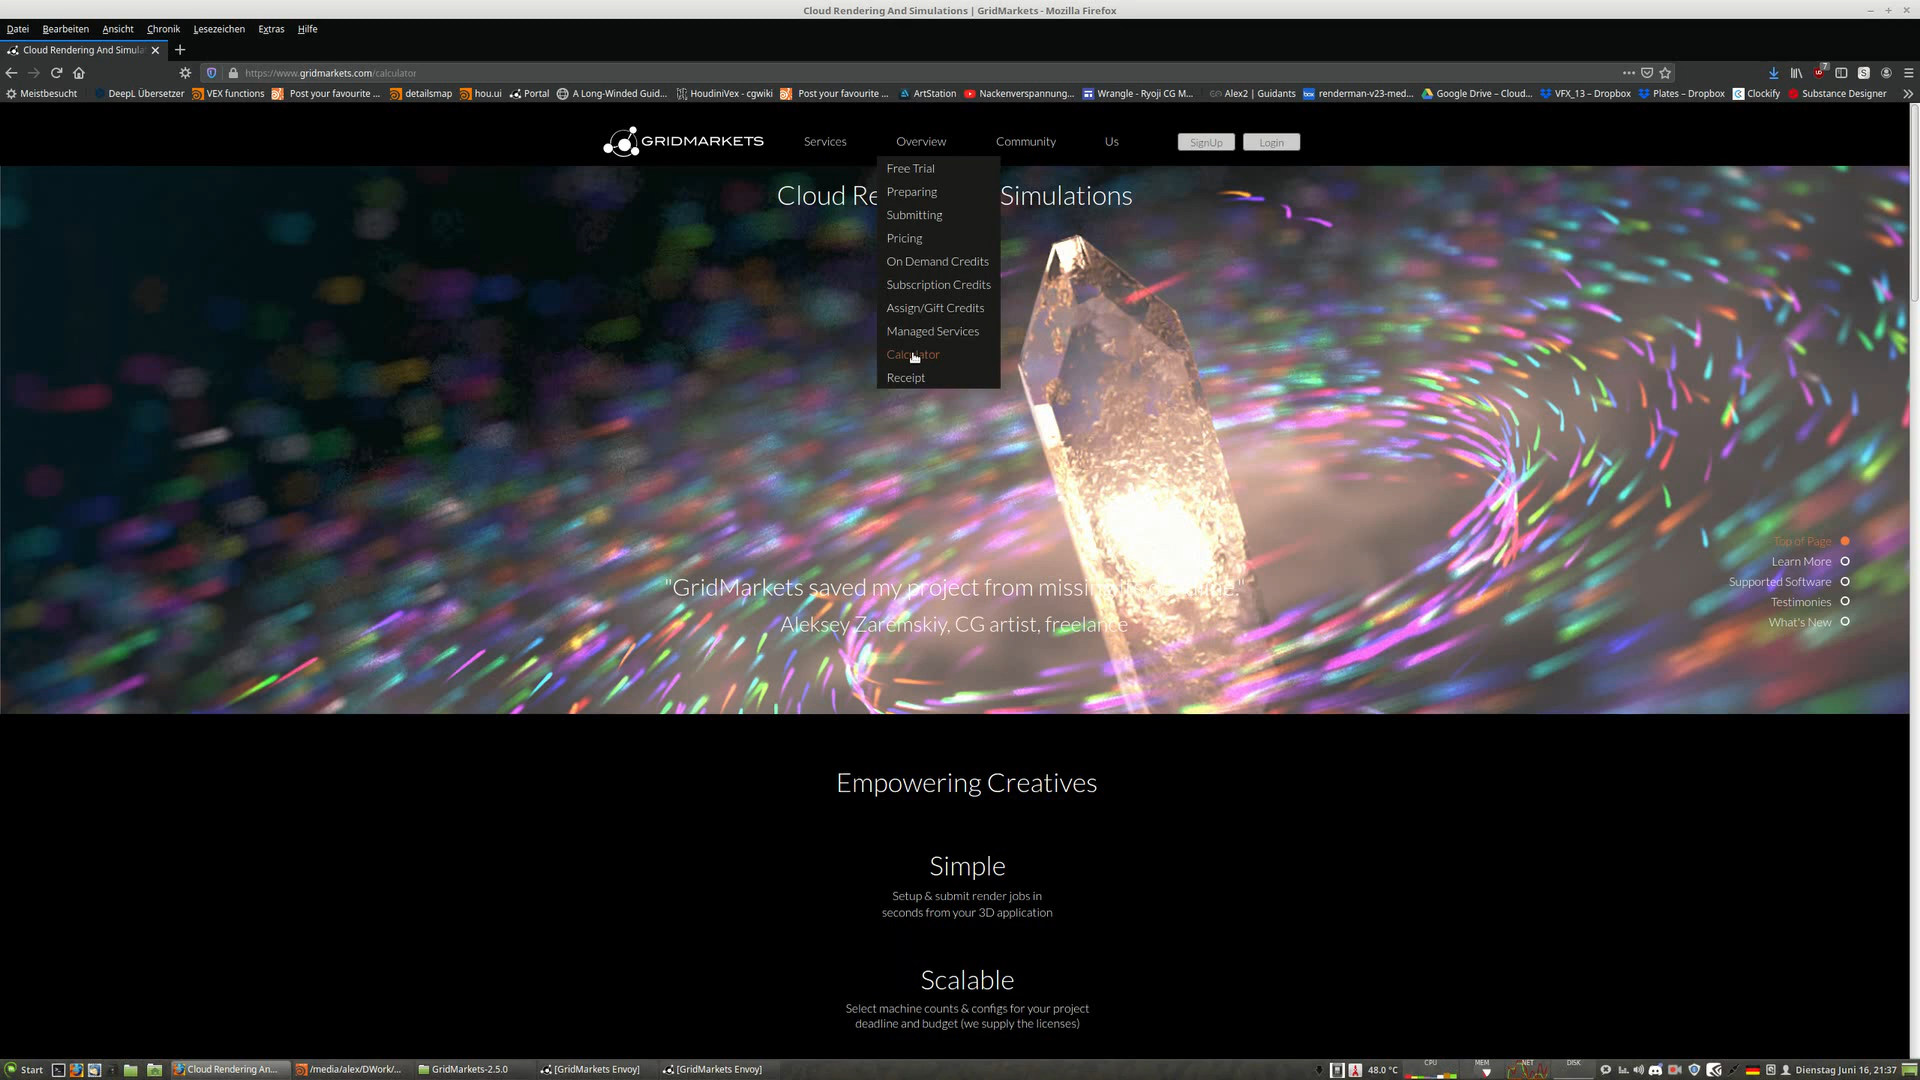 Cloud Rendering And Simulations | GridMarkets - Mozilla Firefox
Datei Bearbeiten Ansicht Chronik Lesezeichen Extras Hilfe
Cloud Rendering And Simula
https://www.gridmarkets.com/calculator
7
Meistbesucht DeepL Übersetzer VEX functions Post your favourite ... detailsmap hou.ui Portal A Long-Winded Guid... HoudiniVex - cgwiki Post your favourite ... ArtStation Nackenverspannung... Wrangle - Ryoji CG M... Alex2 | Guidants renderman-v23-med... Google Drive – Cloud... VFX_13 – Dropbox Plates – Dropbox Clockify Substance Designer
GRIDMARKETS Services Overview Community Us SignUp Login
Free Trial
Preparing
Cloud Re Simulations
Submitting
Pricing
On Demand Credits
Subscription Credits
Assign/Gift Credits
Managed Services
Calculator
Receipt
Top of Page
Learn More
Supported Software
Testimonies
What's New
"GridMarkets saved my project from missing
Aleksey Zaremskiy, CG artist, freelance
Empowering Creatives
Simple
Setup & submit render jobs in
seconds from your 3D application
Scalable
Select machine counts & configs for your project
deadline and budget (we supply the licenses)
Start Cloud Rendering An... /media/alex/DWork/... GridMarkets-2.5.0 [GridMarkets Envoy] [GridMarkets Envoy] 48.0°C CPU MEM NET DISK Dienstag Juni 16, 21:37